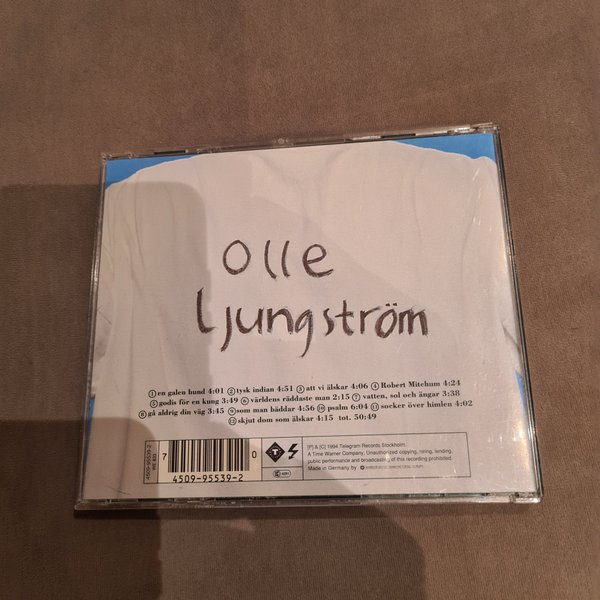 olle
ljungström
① en galen hund 4:01 ② tysk indian 4:51 ③ att vi älskar 4:06 ④ Robert Mitchum 4:24
⑤ godis för en kung 3:49 ⑥ världens räddaste man 2:15 ⑦ vatten, sol och ängar 3:38
⑧ gå aldrig din väg 3:45 ⑨ som man bäddar 4:56 ⑩ psalm 6:04 ⑪ socker över himlen 4:02
⑫ skjut dom som älskar 4:15 tot. 50:49
4509-95539-2
7 0
4509-95539-2
T
[P] & [C] 1994 Telegram Records Stockholm.
A Time Warner Company. Unauthorized copying, hiring, lending,
public performance and broadcasting of this recording prohibited.
Made in Germany by